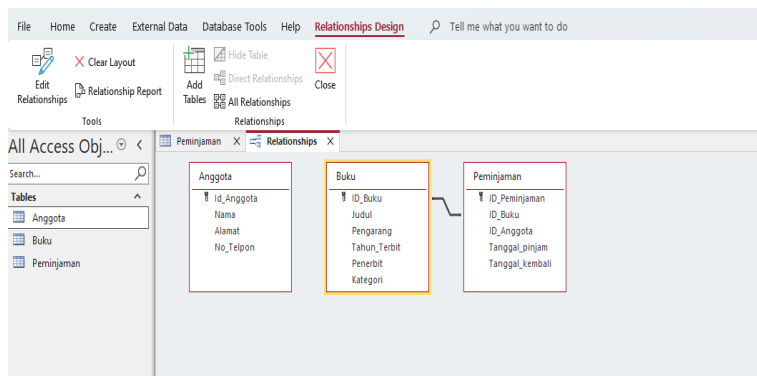 File Home Create External Data Database Tools Help Relationships Design Tell me what you want to do
Edit Relationships
Clear Layout
Relationship Report
Tools
Add Tables
Hide Table
Direct Relationships
All Relationships
Close
Relationships
All Access Obj...
Search...
Tables
Anggota
Buku
Peminjaman
Peminjaman X Relationships X
Anggota
Id_Anggota
Nama
Alamat
No_Telpon
Buku
ID_Buku
Judul
Pengarang
Tahun_Terbit
Penerbit
Kategori
Peminjaman
ID_Peminjaman
ID_Buku
ID_Anggota
Tanggal_pinjam
Tanggal_kembali